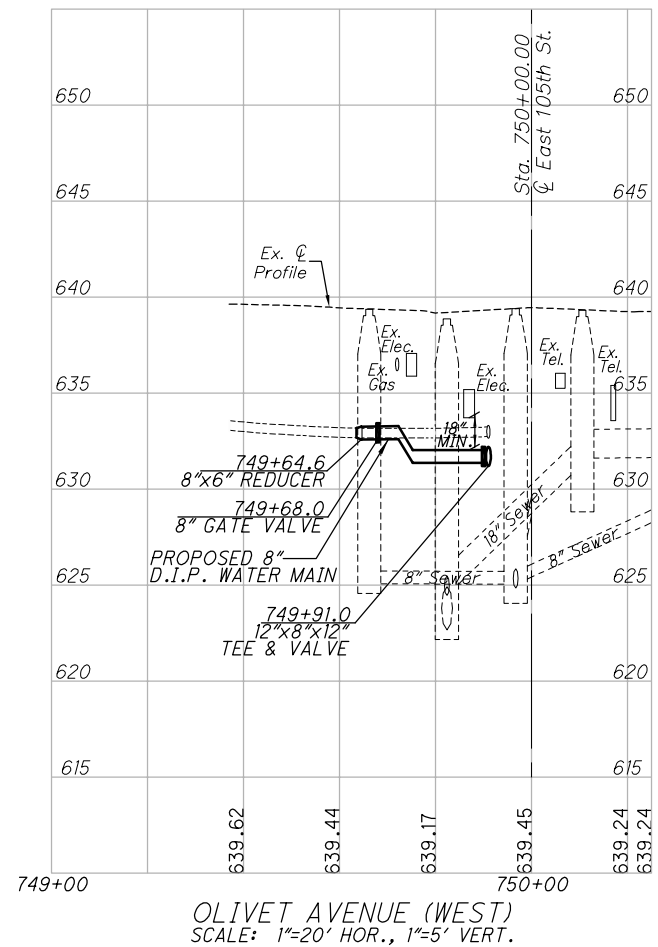 650
650
Sta. 750+00.00
℄ East 105th St.
645
645
Ex. ℄
Profile
640
640
Ex.
Elec.
Ex.
Gas
Ex.
Elec.
Ex.
Tel.
Ex.
Tel.
635
635
18"
MIN.
749+64.6
8"x6" REDUCER
630
630
749+68.0
8" GATE VALVE
18" Sewer
PROPOSED 8"
D.I.P. WATER MAIN
8" Sewer
8" Sewer
625
625
749+91.0
12"x8"x12"
TEE & VALVE
620
620
615
615
639.62
639.44
639.17
639.45
639.24
639.24
749+00
750+00
OLIVET AVENUE (WEST)
SCALE: 1"=20' HOR., 1"=5' VERT.